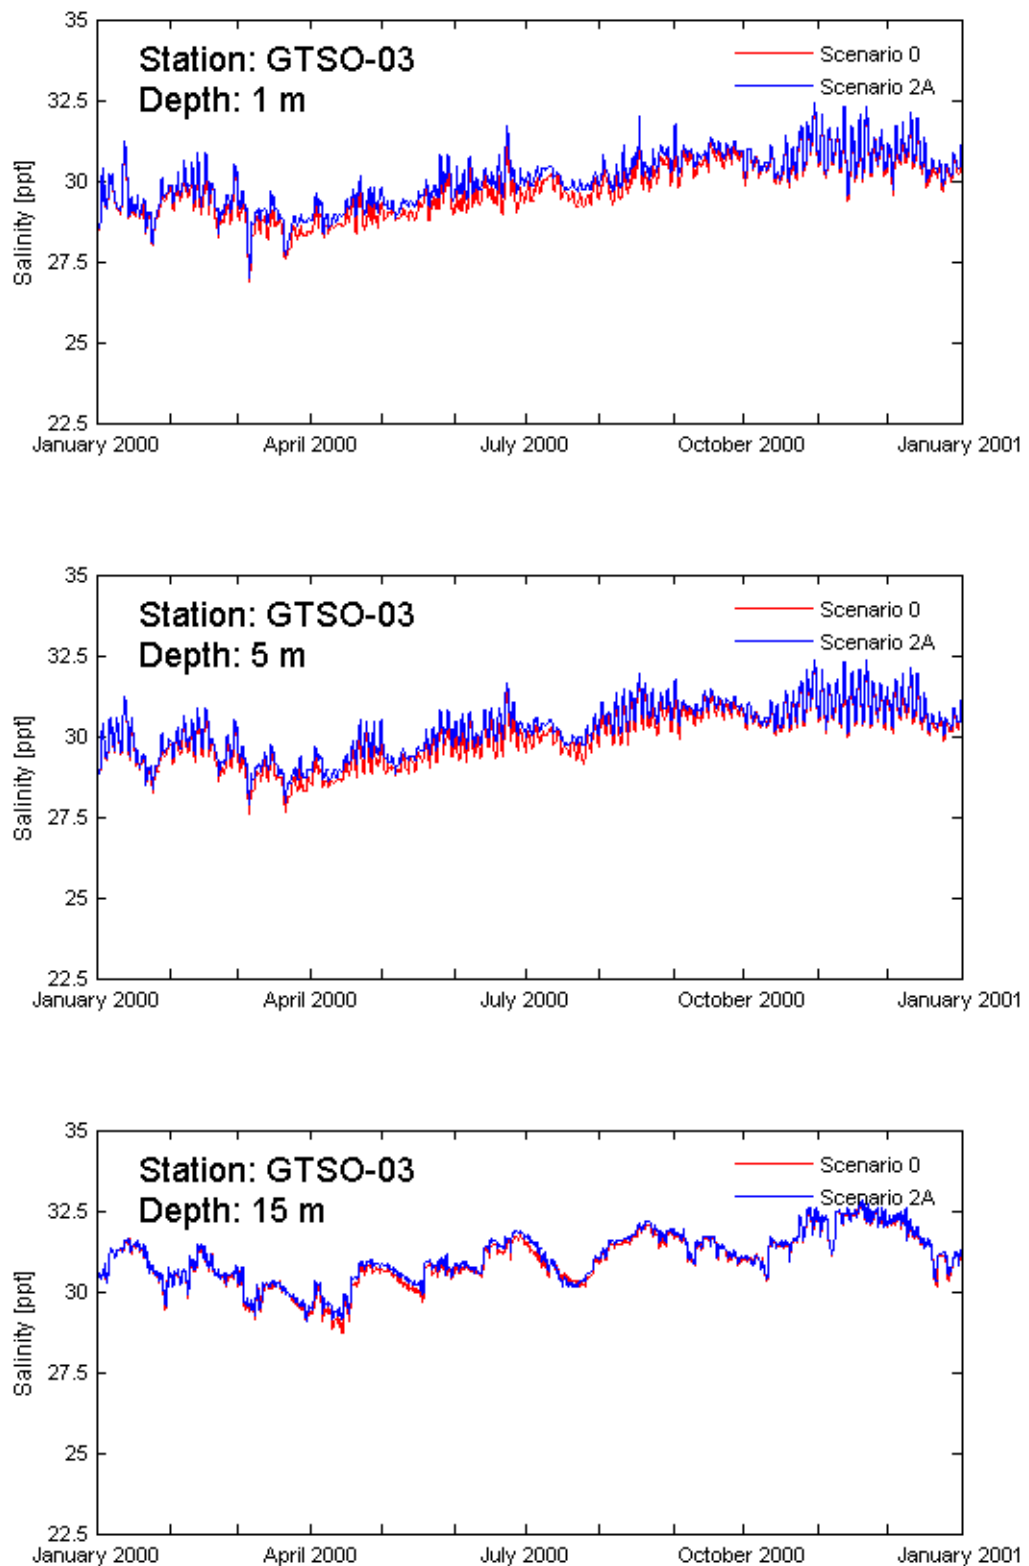 35
Station: GTSO-03
Scenario 0
Depth: 1 m
Scenario 2A
32.5
30
Salinity [ppt]
27.5
25
22.5
January 2000 April 2000 July 2000 October 2000 January 2001
35
Station: GTSO-03
Scenario 0
Depth: 5 m
Scenario 2A
32.5
30
Salinity [ppt]
27.5
25
22.5
January 2000 April 2000 July 2000 October 2000 January 2001
35
Station: GTSO-03
Scenario 0
Depth: 15 m
Scenario 2A
32.5
30
Salinity [ppt]
27.5
25
22.5
January 2000 April 2000 July 2000 October 2000 January 2001